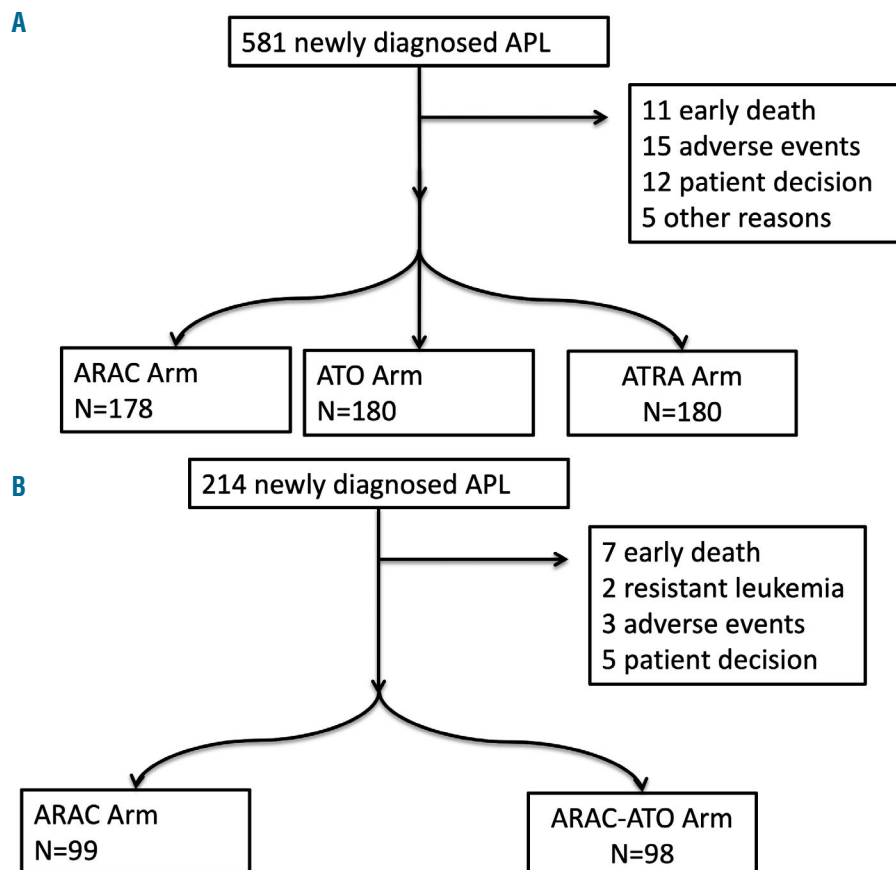 A
581 newly diagnosed APL
11 early death
15 adverse events
12 patient decision
5 other reasons
ARAC Arm
N=178
ATO Arm
N=180
ATRA Arm
N=180
B
214 newly diagnosed APL
7 early death
2 resistant leukemia
3 adverse events
5 patient decision
ARAC Arm
N=99
ARAC-ATO Arm
N=98